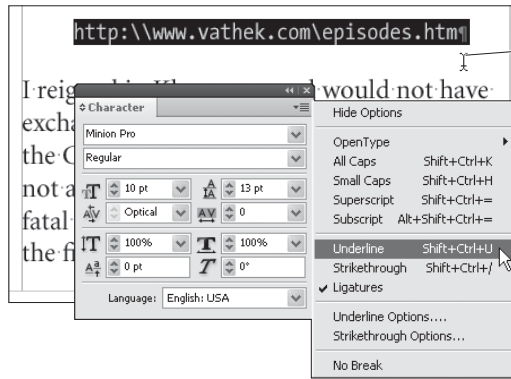 http:\\www.vathek.com\episodes.htm¶
I·reig would·not·have·
excha
the·
not·a
fatal·
the·fi
Character
Minion Pro
Regular
10 pt 13 pt
Optical 0
100% 100%
0 pt 0°
Language: English: USA
Hide Options
OpenType
All Caps Shift+Ctrl+K
Small Caps Shift+Ctrl+H
Superscript Shift+Ctrl+=
Subscript Alt+Shift+Ctrl+=
Underline Shift+Ctrl+U
Strikethrough Shift+Ctrl+/
Ligatures
Underline Options....
Strikethrough Options...
No Break